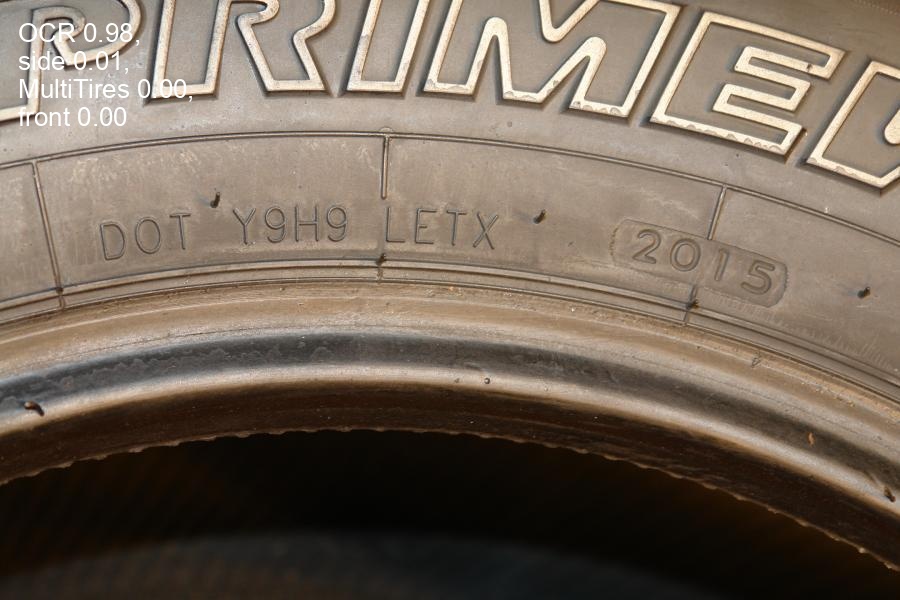 OCR 0.98,
side 0.01,
MultiTires 0.00,
front 0.00
PRIME
DOT Y9H9 LETX 2015